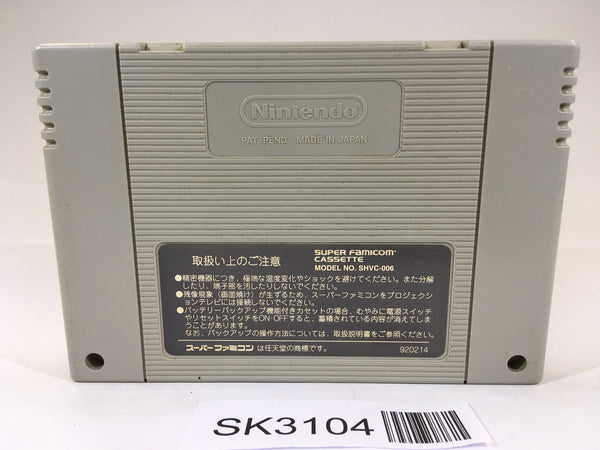 Nintendo
PAT. PEND. MADE IN JAPAN
取扱い上のご注意
SUPER FAMICOM
CASSETTE
MODEL NO. SHVC-006
●精密機器につき、極端な温度変化やショックを避けてください。また分解
したり、端子部を汚したりしないでください。
●残像現象（画面焼け）が生ずるため、スーパーファミコンをプロジェクシ
ョンテレビには接続しないでください。
●バッテリーバックアップ機能付きカセットの場合、むやみに電源スイッチ
やリセットスイッチをON-OFFすると、蓄積されている内容が消えてしま
うことがあります。
なお、バックアップの操作方法については、取扱説明書をご参照ください。
スーパーファミコン は任天堂の商標です。
920214
SK3104